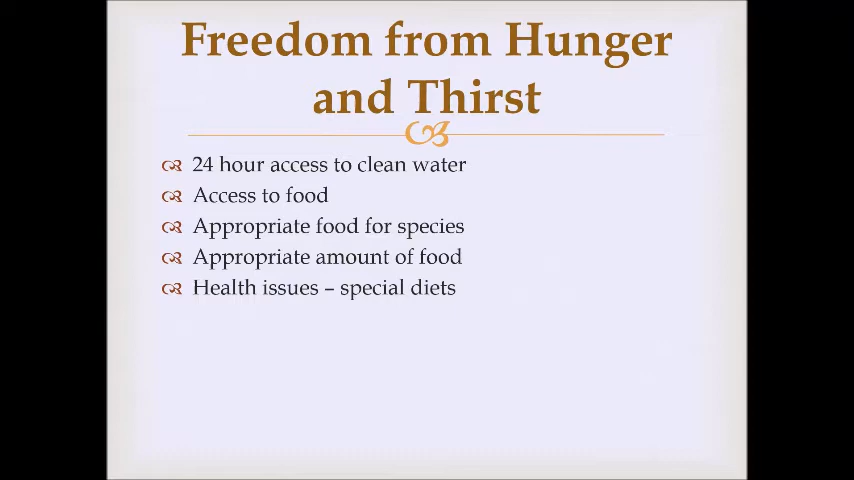 Freedom from Hunger
and Thirst
24 hour access to clean water
Access to food
Appropriate food for species
Appropriate amount of food
Health issues – special diets